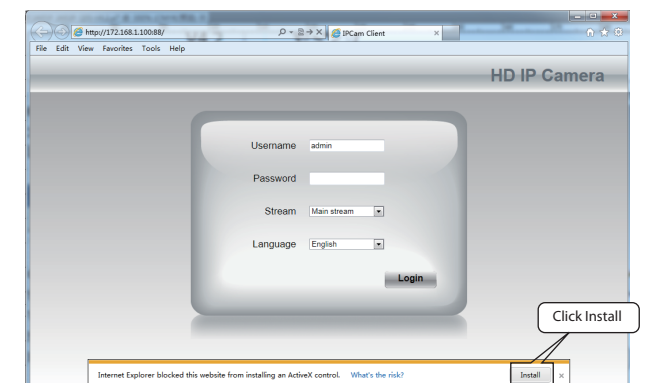 http://172.168.1.100:88/
IPCam Client
File Edit View Favorites Tools Help
HD IP Camera
Username admin
Password
Stream Main stream
Language English
Login
Click Install
Internet Explorer blocked this website from installing an ActiveX control. What's the risk? Install